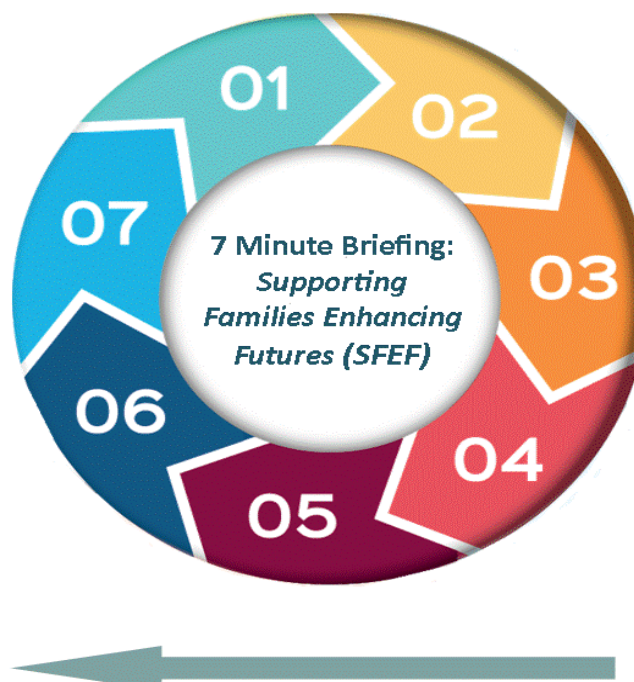 01
02
03
04
05
06
07
7 Minute Briefing:
Supporting
Families Enhancing
Futures (SFEF)